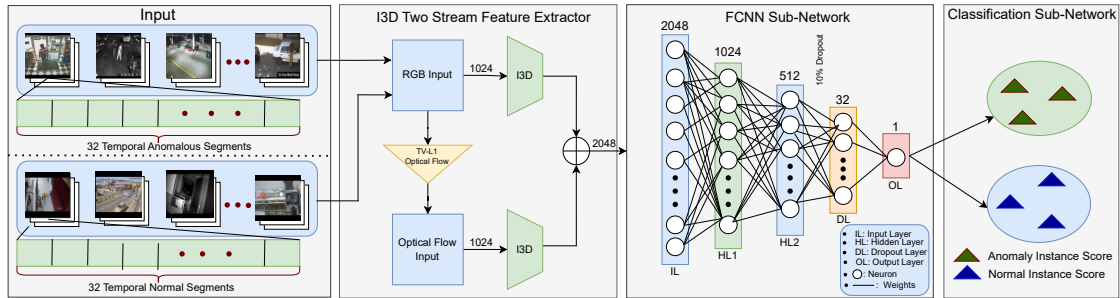 Input
32 Temporal Anomalous Segments
32 Temporal Normal Segments
I3D Two Stream Feature Extractor
RGB Input
1024
I3D
TV-L1
Optical Flow
Optical Flow
Input
1024
I3D
2048
FCNN Sub-Network
2048
1024
512
10% Dropout
32
1
IL
HL1
HL2
DL
OL
IL: Input Layer
HL: Hidden Layer
DL: Dropout Layer
OL: Output Layer
: Neuron
: Weights
Classification Sub-Network
Anomaly Instance Score
Normal Instance Score